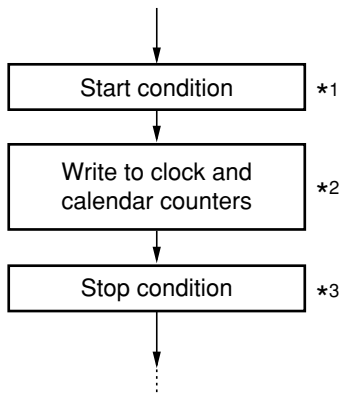 Start condition
*1
Write to clock and
calendar counters
*2
Stop condition
*3